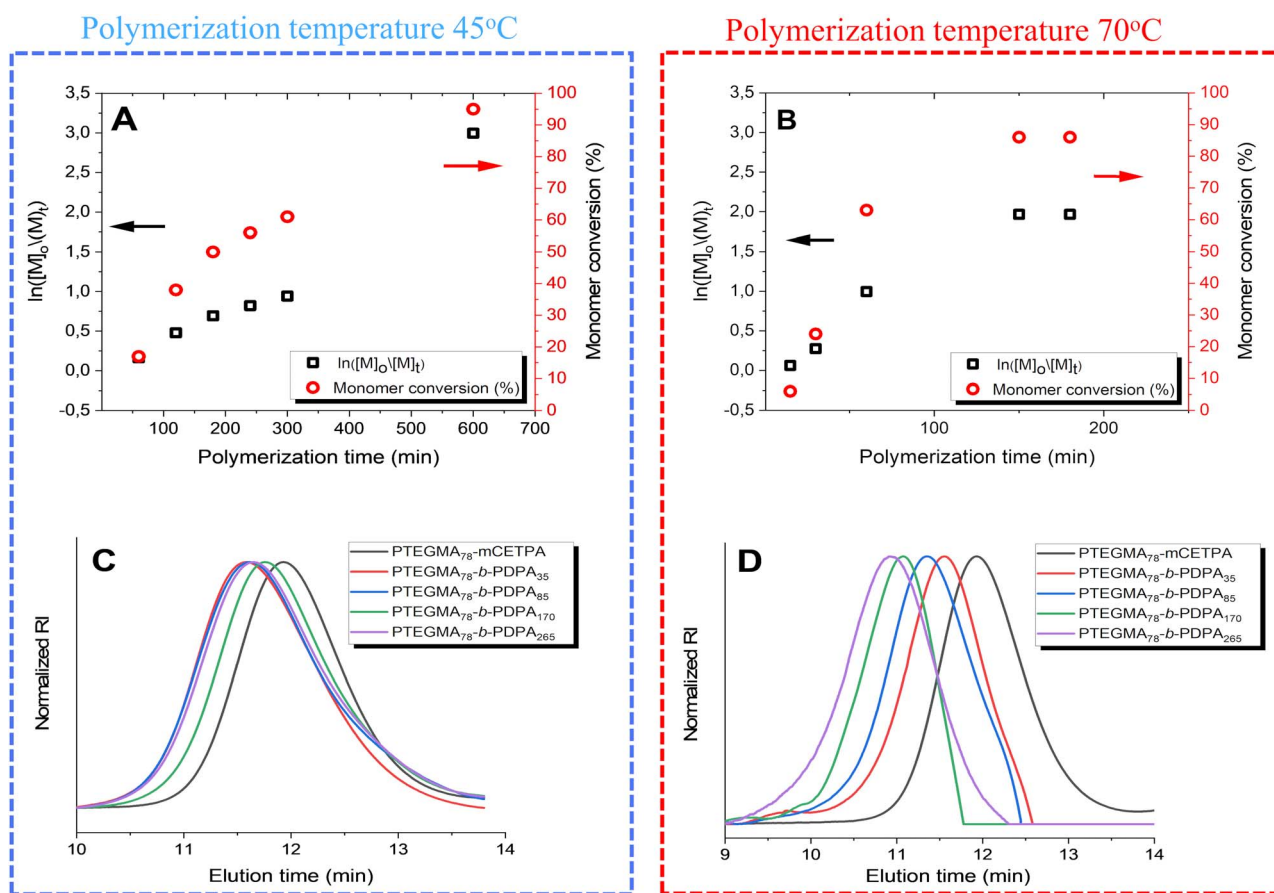 Polymerization temperature 45°C
Polymerization temperature 70°C
A
3,5
3,0
2,5
2,0
1,5
1,0
0,5
0,0
-0,5
ln([M]ₒ\(M)ₜ)
100
90
80
70
60
50
40
30
20
10
0
Monomer conversion (%)
ln([M]ₒ\[M]ₜ)
Monomer conversion (%)
100 200 300 400 500 600 700
Polymerization time (min)
B
3,5
3,0
2,5
2,0
1,5
1,0
0,5
0,0
-0,5
ln([M]ₒ\(M)ₜ)
100
90
80
70
60
50
40
30
20
10
0
Monomer conversion (%)
ln([M]ₒ\[M]ₜ)
Monomer conversion (%)
100 200
Polymerization time (min)
C
PTEGMA₇₈-mCETPA
PTEGMA₇₈-b-PDPA₃₅
PTEGMA₇₈-b-PDPA₈₅
PTEGMA₇₈-b-PDPA₁₇₀
PTEGMA₇₈-b-PDPA₂₆₅
Normalized RI
10 11 12 13 14
Elution time (min)
D
PTEGMA₇₈-mCETPA
PTEGMA₇₈-b-PDPA₃₅
PTEGMA₇₈-b-PDPA₈₅
PTEGMA₇₈-b-PDPA₁₇₀
PTEGMA₇₈-b-PDPA₂₆₅
Normalized RI
9 10 11 12 13 14
Elution time (min)